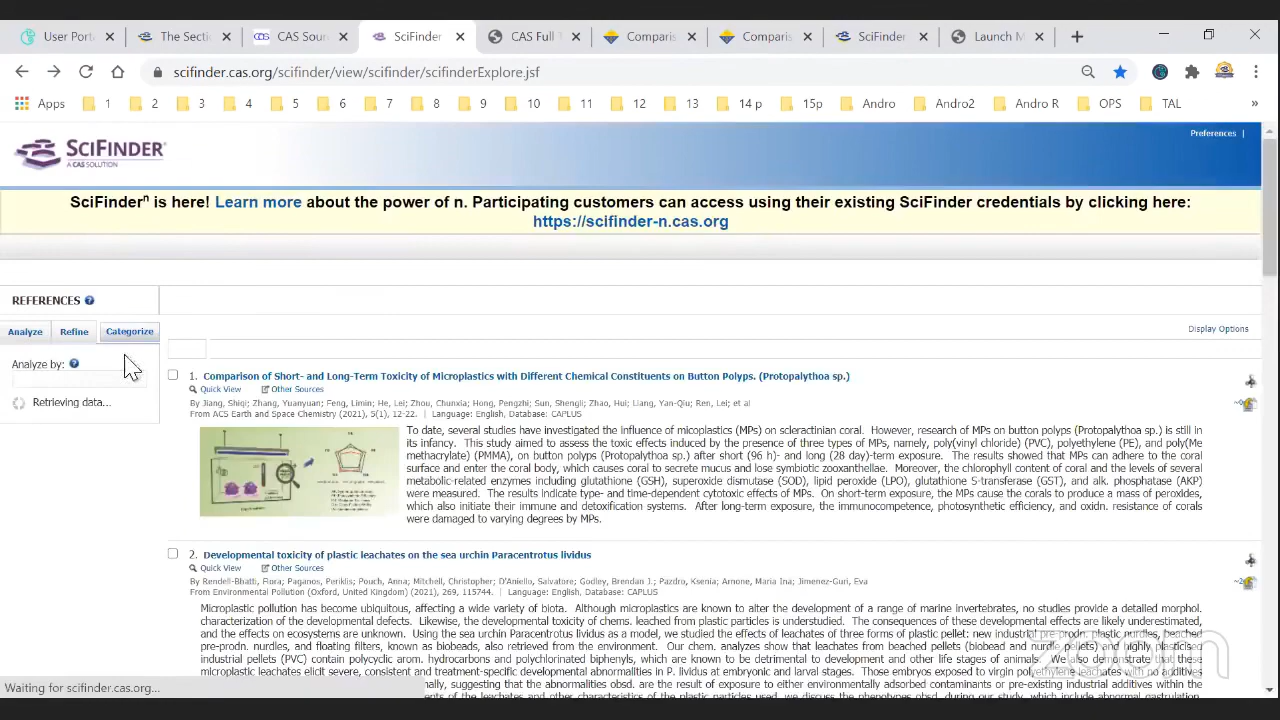 User Port
The Secti
CAS Sour
SciFinder
CAS Full T
Comparis
Comparis
SciFinder
Launch M
scifinder.cas.org/scifinder/view/scifinder/scifinderExplore.jsf
Apps 1 2 3 4 5 6 7 8 9 10 11 12 13 14 p 15p Andro Andro2 Andro R OPS TAL »
SCIFINDER®
A CAS SOLUTION
Preferences |
SciFinderⁿ is here! Learn more about the power of n. Participating customers can access using their existing SciFinder credentials by clicking here:
https://scifinder-n.cas.org
REFERENCES ?
Analyze Refine Categorize
Display Options
Analyze by: ?
Retrieving data...
1. Comparison of Short- and Long-Term Toxicity of Microplastics with Different Chemical Constituents on Button Polyps. (Protopalythoa sp.)
Quick View Other Sources
By Jiang, Shiqi; Zhang, Yuanyuan; Feng, Limin; He, Lei; Zhou, Chunxia; Hong, Pengzhi; Sun, Shengli; Zhao, Hui; Liang, Yan-Qiu; Ren, Lei; et al
From ACS Earth and Space Chemistry (2021), 5(1), 12-22. | Language: English, Database: CAPLUS
To date, several studies have investigated the influence of micoplastics (MPs) on scleractinian coral. However, research of MPs on button polyps (Protopalythoa sp.) is still in
its infancy. This study aimed to assess the toxic effects induced by the presence of three types of MPs, namely, poly(vinyl chloride) (PVC), polyethylene (PE), and poly(Me
methacrylate) (PMMA), on button polyps (Protopalythoa sp.) after short (96 h)- and long (28 day)-term exposure. The results showed that MPs can adhere to the coral
surface and enter the coral body, which causes coral to secrete mucus and lose symbiotic zooxanthellae. Moreover, the chlorophyll content of coral and the levels of several
metabolic-related enzymes including glutathione (GSH), superoxide dismutase (SOD), lipid peroxide (LPO), glutathione S-transferase (GST), and alk. phosphatase (AKP)
were measured. The results indicate type- and time-dependent cytotoxic effects of MPs. On short-term exposure, the MPs cause the corals to produce a mass of peroxides,
which also initiate their immune and detoxification systems. After long-term exposure, the immunocompetence, photosynthetic efficiency, and oxidn. resistance of corals
were damaged to varying degrees by MPs.
2. Developmental toxicity of plastic leachates on the sea urchin Paracentrotus lividus
Quick View Other Sources
By Rendell-Bhatti, Flora; Paganos, Periklis; Pouch, Anna; Mitchell, Christopher; D'Aniello, Salvatore; Godley, Brendan J.; Pazdro, Ksenia; Arnone, Maria Ina; Jimenez-Guri, Eva
From Environmental Pollution (Oxford, United Kingdom) (2021), 269, 115744. | Language: English, Database: CAPLUS
Microplastic pollution has become ubiquitous, affecting a wide variety of biota. Although microplastics are known to alter the development of a range of marine invertebrates, no studies provide a detailed morphol.
characterization of the developmental defects. Likewise, the developmental toxicity of chem. leached from plastic particles is understudied. The consequences of these developmental effects are likely underestimated,
and the effects on ecosystems are unknown. Using the sea urchin Paracentrotus lividus as a model, we studied the effects of leachates of three forms of plastic pellet: new industrial pre-prodn. plastic nurdles, beached
pre-prodn. nurdles, and floating filters, known as biobeads, also retrieved from the environment. Our chem. analyses show that leachates from beached pellets (biobead and nurdle pellets) and highly plasticised
industrial pellets (PVC) contain polycyclic arom. hydrocarbons and polychlorinated biphenyls, which are known to be detrimental to development and other life stages of animals. We also demonstrate that these
microplastic leachates elicit severe, consistent and treatment-specific developmental abnormalities in P. lividus at embryonic and larval stages. Those embryos exposed to virgin polyethylene leachates with no additives
nally, suggesting that the abnormalities obsd. are the result of exposure to either environmentally adsorbed contaminants or pre-existing industrial additives within the
Waiting for scifinder.cas.org...
zoom